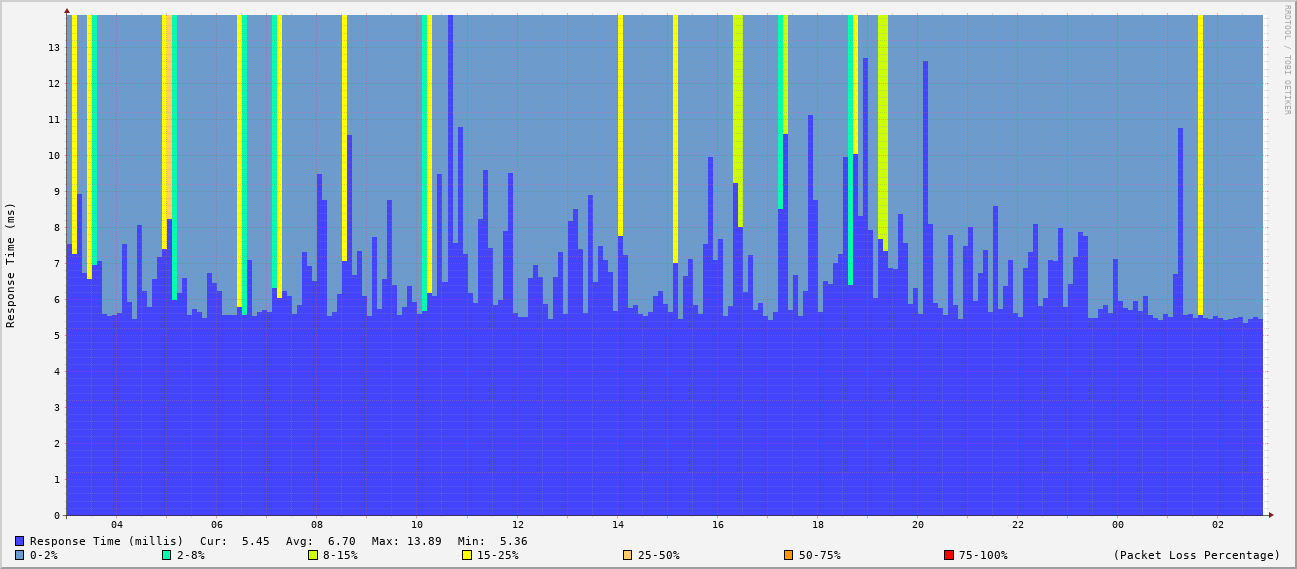 RRDTOOL / TOBI OETIKER
Response Time (ms)
13
12
11
10
9
8
7
6
5
4
3
2
1
0
04 06 08 10 12 14 16 18 20 22 00 02
Response Time (millis) Cur: 5.45 Avg: 6.70 Max: 13.89 Min: 5.36
0-2% 2-8% 8-15% 15-25% 25-50% 50-75% 75-100% (Packet Loss Percentage)